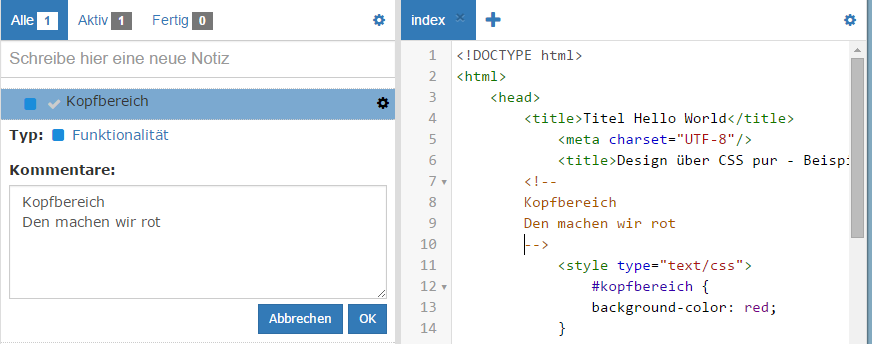 Alle 1 Aktiv 1 Fertig 0
Schreibe hier eine neue Notiz
Kopfbereich
Typ: Funktionalität
Kommentare:
Kopfbereich
Den machen wir rot
Abbrechen OK
index
1 <!DOCTYPE html>
2 <html>
3 <head>
4 <title>Titel Hello World</title>
5 <meta charset="UTF-8"/>
6 <title>Design über CSS pur - Beispi
7 <!--
8 Kopfbereich
9 Den machen wir rot
10 -->
11 <style type="text/css">
12 #kopfbereich {
13 background-color: red;
14 }